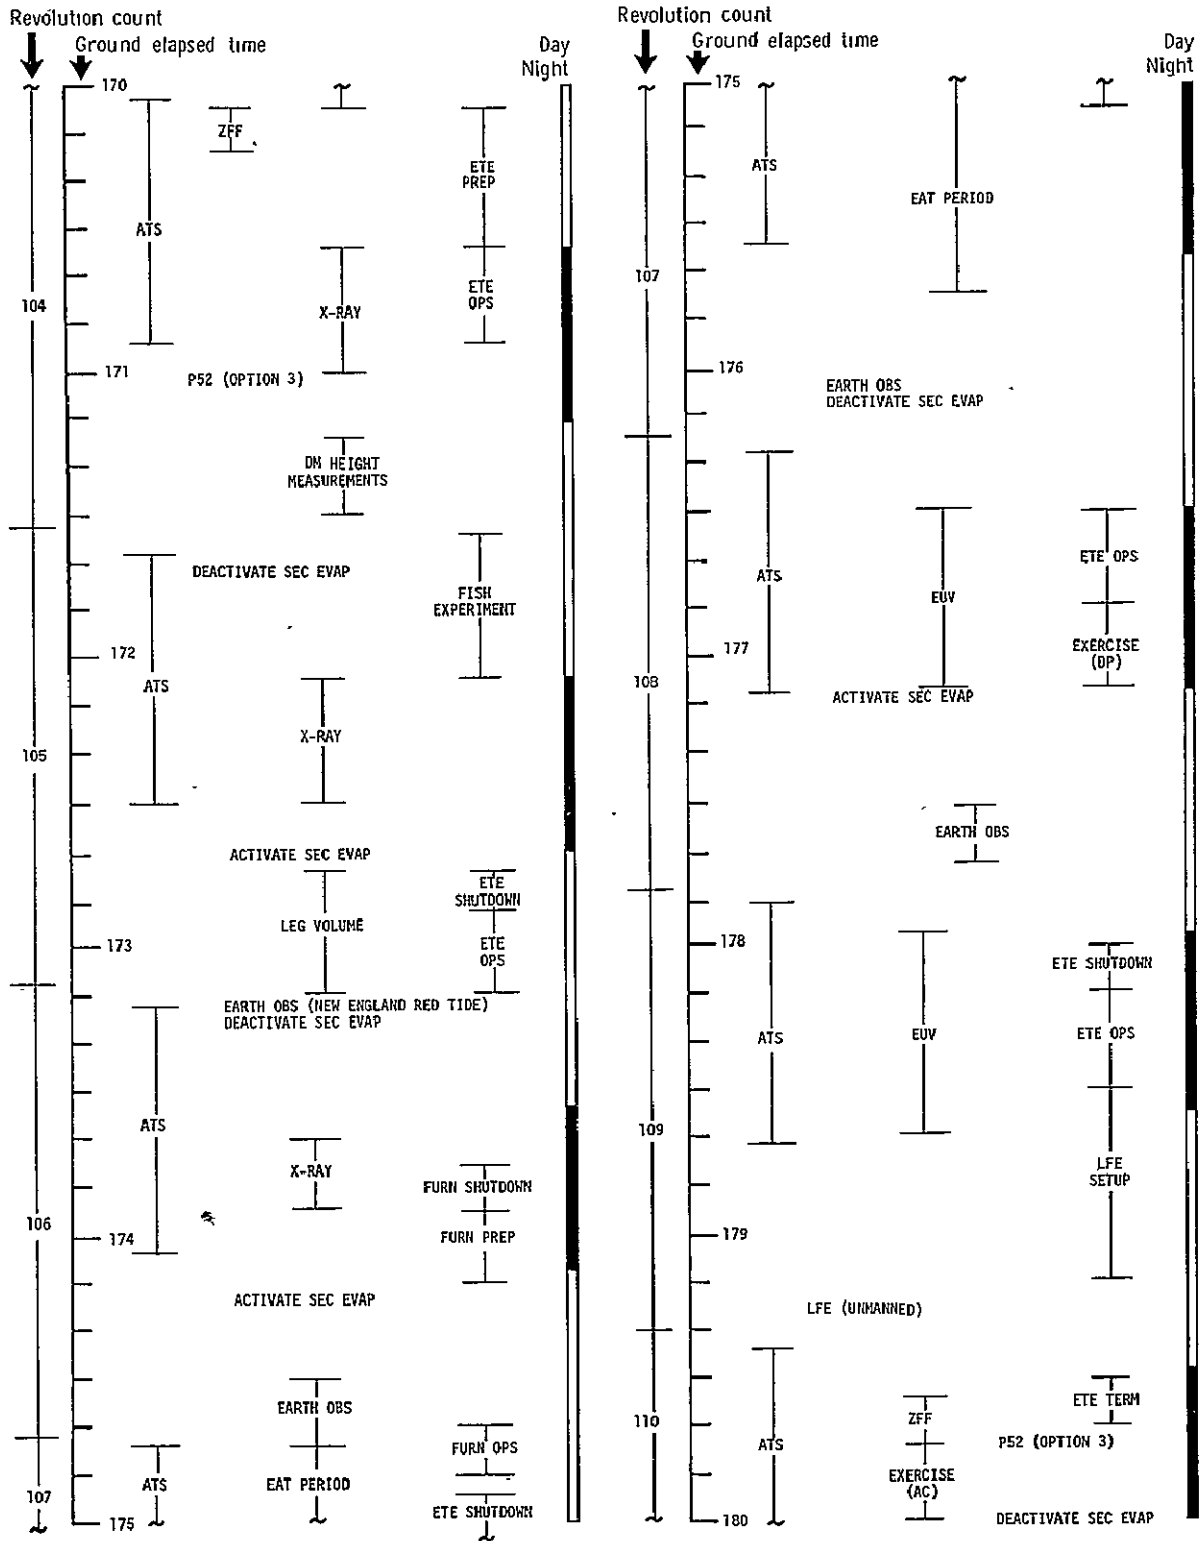 Revolution count
Ground elapsed time
Day
Night
170
ZFF
ETE
PREP
ATS
104
X-RAY
ETE
OPS
171
P52 (OPTION 3)
DM HEIGHT
MEASUREMENTS
DEACTIVATE SEC EVAP
FISH
EXPERIMENT
172
ATS
105
X-RAY
ACTIVATE SEC EVAP
ETE
SHUTDOWN
LEG VOLUME
173
ETE
OPS
EARTH OBS (NEW ENGLAND RED TIDE)
DEACTIVATE SEC EVAP
ATS
X-RAY
FURN SHUTDOWN
106
174
FURN PREP
ACTIVATE SEC EVAP
EARTH OBS
FURN OPS
107
ATS
EAT PERIOD
ETE SHUTDOWN
175
Revolution count
Ground elapsed time
Day
Night
175
ATS
EAT PERIOD
107
176
EARTH OBS
DEACTIVATE SEC EVAP
ATS
EUV
ETE OPS
177
EXERCISE
(DP)
108
ACTIVATE SEC EVAP
EARTH OBS
178
ETE SHUTDOWN
ATS
EUV
ETE OPS
109
LFE
SETUP
179
LFE (UNMANNED)
ETE TERM
110
ZFF
ATS
P52 (OPTION 3)
EXERCISE
(AC)
180
DEACTIVATE SEC EVAP